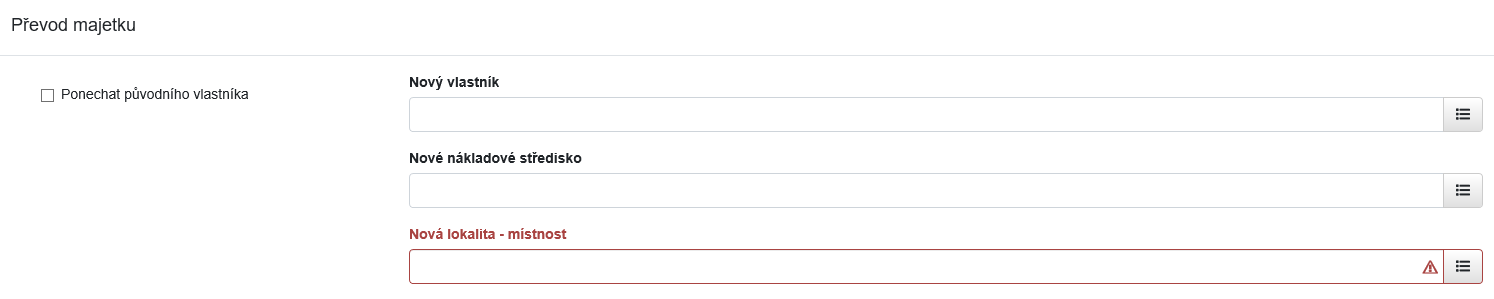 Převod majetku
Ponechat původního vlastníka
Nový vlastník
Nové nákladové středisko
Nová lokalita - místnost